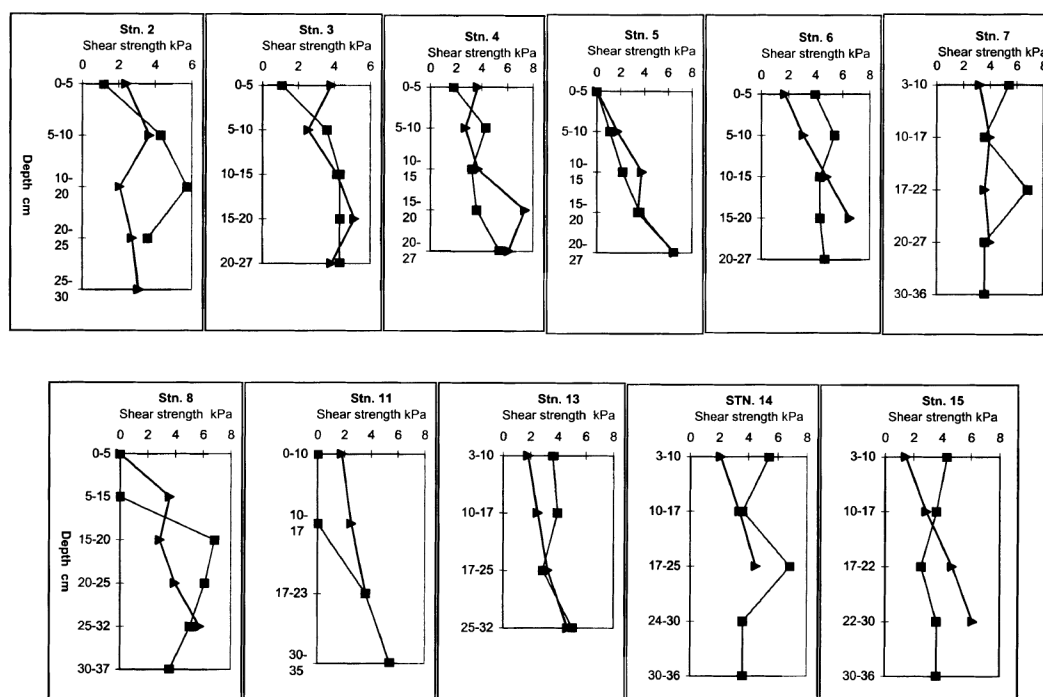 Stn. 2
Shear strength kPa
0 2 4 6
0-5
5-10
10-
20
20-
25
25-
30
Depth cm
Stn. 3
Shear strength kPa
0 1 2 3 4 5 6
0-5
5-10
10-15
15-20
20-27
Stn. 4
Shear strength kPa
0 2 4 6 8
0-5
5-10
10-
15
15-
20
20-
27
Stn. 5
Shear strength kPa
0 2 4 6 8
0-5
5-10
10-
15
15-
20
20-
27
Stn. 6
Shear strength kPa
0 2 4 6 8
0-5
5-10
10-15
15-20
20-27
Stn. 7
Shear strength kPa
0 2 4 6 8
3-10
10-17
17-22
20-27
30-36
Stn. 8
Shear strength kPa
0 2 4 6 8
0-5
5-15
15-20
20-25
25-32
30-37
Depth cm
Stn. 11
Shear strength kPa
0 2 4 6 8
0-10
10-
17
17-23
30-
35
Stn. 13
Shear strength kPa
0 2 4 6 8
3-10
10-17
17-25
25-32
STN. 14
Shear strength kPa
0 2 4 6 8
3-10
10-17
17-25
24-30
30-36
Stn. 15
Shear strength kPa
0 2 4 6 8
3-10
10-17
17-22
22-30
30-36